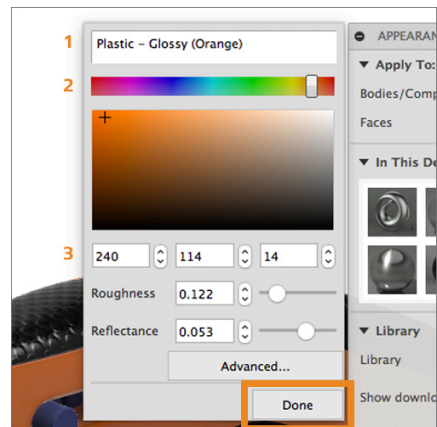 1
Plastic - Glossy (Orange)
2
3
240
114
14
Roughness
0.122
Reflectance
0.053
Advanced...
Done
APPEARAN
Apply To:
Bodies/Comp
Faces
In This De
Library
Library
Show downlo